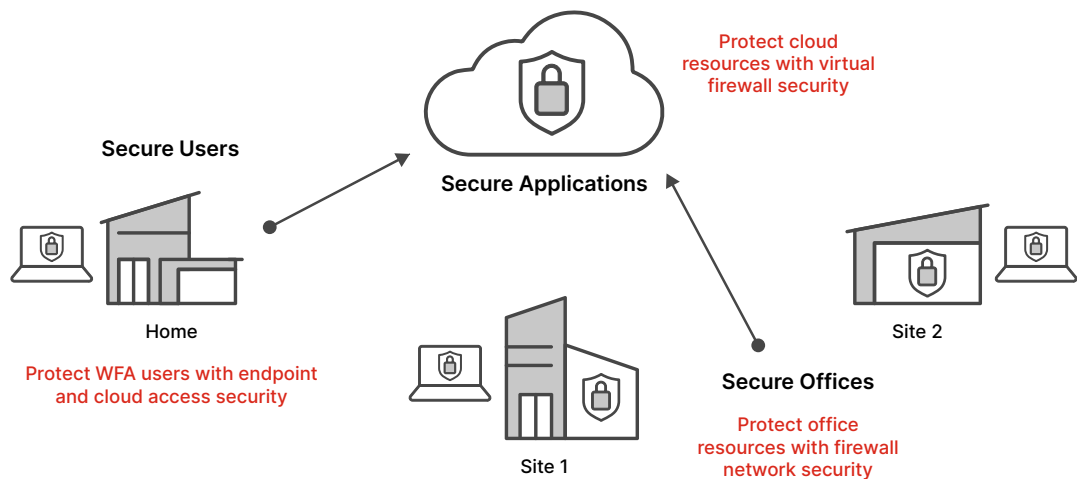 Protect cloud
resources with virtual
firewall security
Secure Users
Secure Applications
Home
Site 2
Protect WFA users with endpoint
and cloud access security
Secure Offices
Protect office
resources with firewall
network security
Site 1